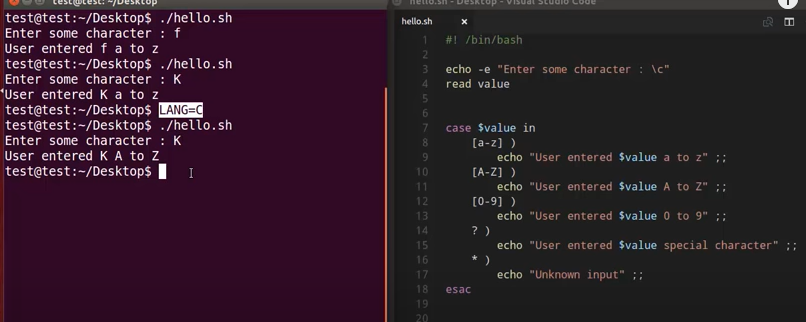 test@test: ~/Desktop
test@test:~/Desktop$ ./hello.sh
Enter some character : f
User entered f a to z
test@test:~/Desktop$ ./hello.sh
Enter some character : K
User entered K a to z
test@test:~/Desktop$ LANG=C
test@test:~/Desktop$ ./hello.sh
Enter some character : K
User entered K A to Z
test@test:~/Desktop$
hello.sh - Desktop - Visual Studio Code
hello.sh ×
1 #! /bin/bash
2
3 echo -e "Enter some character : \c"
4 read value
5
6
7 case $value in
8 [a-z] )
9 echo "User entered $value a to z" ;;
10 [A-Z] )
11 echo "User entered $value A to Z" ;;
12 [0-9] )
13 echo "User entered $value 0 to 9" ;;
14 ? )
15 echo "User entered $value special character" ;;
16 * )
17 echo "Unknown input" ;;
18 esac
19
20